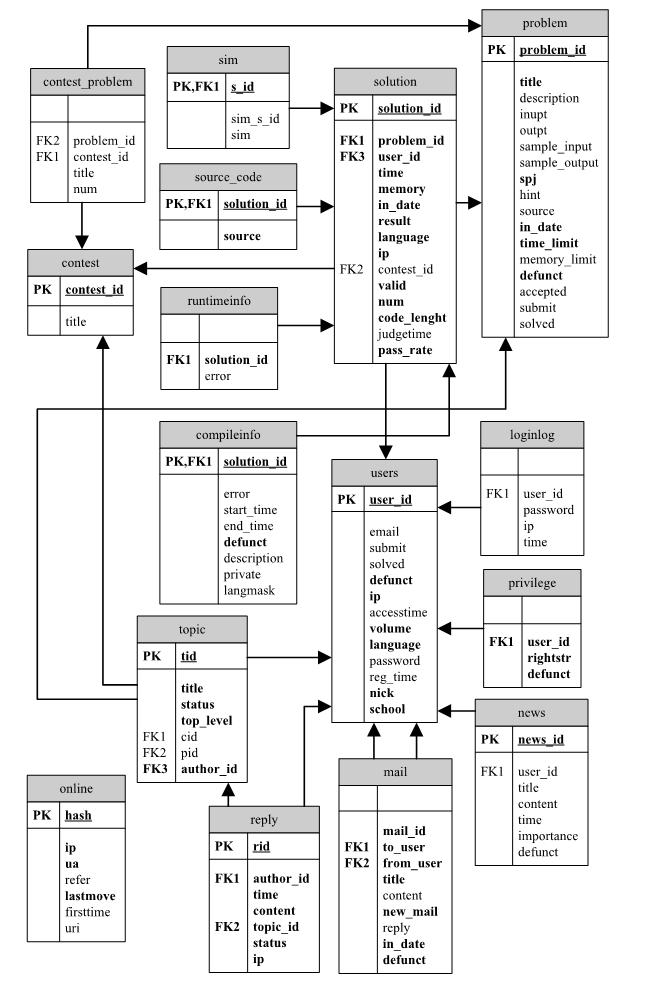 problem
PK problem_id
title
description
inupt
outpt
sample_input
sample_output
spj
hint
source
in_date
time_limit
memory_limit
defunct
accepted
submit
solved
contest_problem
FK2 problem_id
FK1 contest_id
title
num
sim
PK,FK1 s_id
sim_s_id
sim
solution
PK solution_id
FK1 problem_id
FK3 user_id
time
memory
in_date
result
language
ip
FK2 contest_id
valid
num
code_lenght
judgetime
pass_rate
source_code
PK,FK1 solution_id
source
contest
PK contest_id
title
runtimeinfo
FK1 solution_id
error
compileinfo
PK,FK1 solution_id
error
start_time
end_time
defunct
description
private
langmask
loginlog
FK1 user_id
password
ip
time
users
PK user_id
email
submit
solved
defunct
ip
accesstime
volume
language
password
reg_time
nick
school
privilege
FK1 user_id
rightstr
defunct
topic
PK tid
title
status
top_level
FK1 cid
FK2 pid
FK3 author_id
news
PK news_id
FK1 user_id
title
content
time
importance
defunct
online
PK hash
ip
ua
refer
lastmove
firsttime
uri
reply
PK rid
FK1 author_id
time
content
FK2 topic_id
status
ip
mail
mail_id
FK1 to_user
FK2 from_user
title
content
new_mail
reply
in_date
defunct